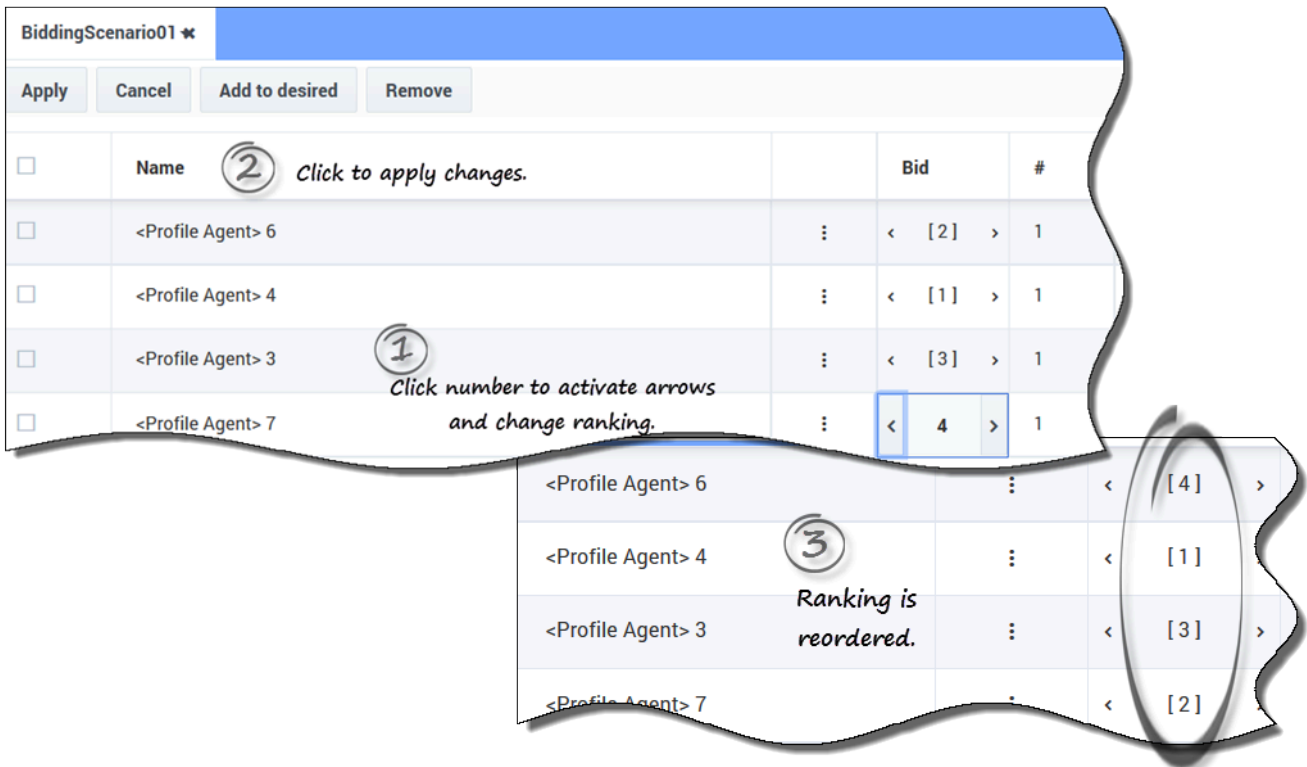 BiddingScenario01 ✖
Apply Cancel Add to desired Remove
Name Bid #
2 Click to apply changes.
<Profile Agent> 6 ⋮ < [ 2 ] > 1
<Profile Agent> 4 ⋮ < [ 1 ] > 1
<Profile Agent> 3 ⋮ < [ 3 ] > 1
1
Click number to activate arrows
and change ranking.
<Profile Agent> 7 ⋮ < 4 > 1
<Profile Agent> 6 ⋮ < [ 4 ] >
<Profile Agent> 4 ⋮ < [ 1 ]
3
Ranking is
reordered.
<Profile Agent> 3 ⋮ < [ 3 ] >
<Profile Agent> 7 < [ 2 ]